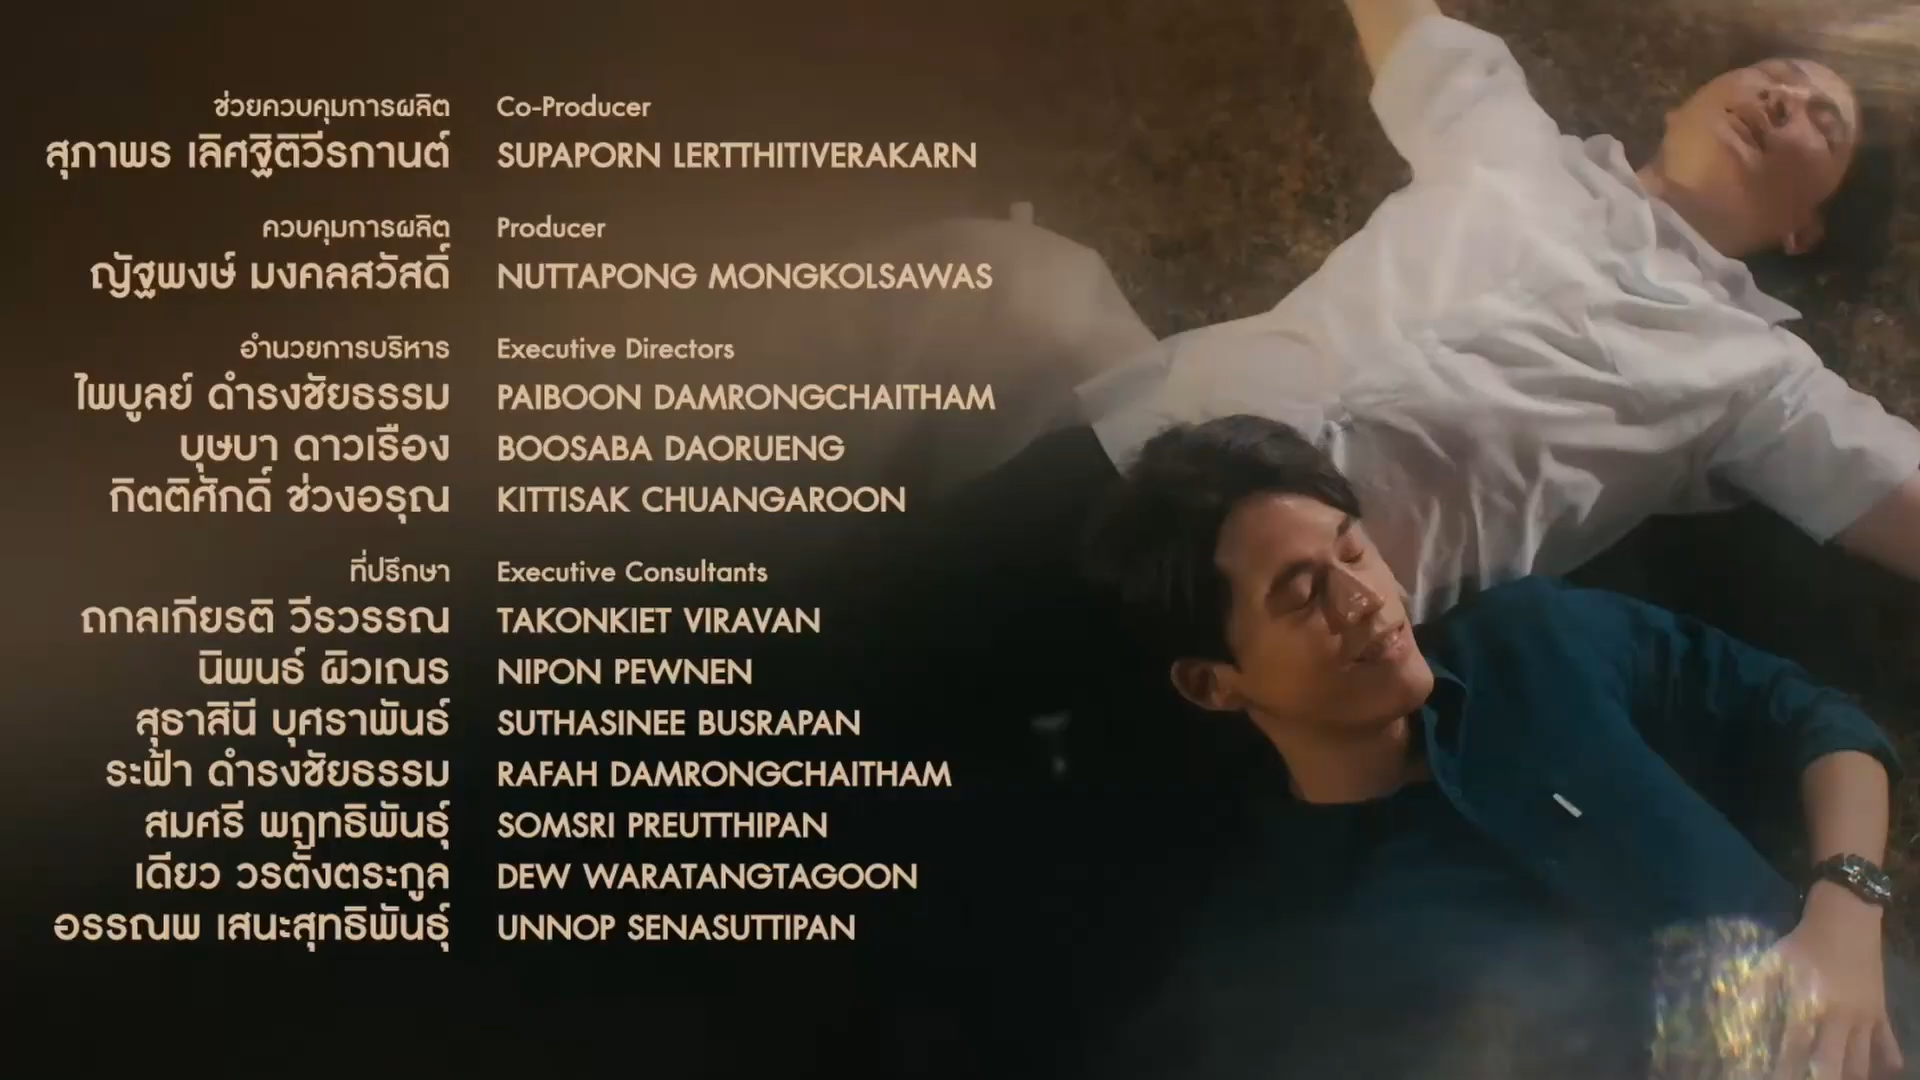 ช่วยควบคุมการผลิต Co-Producer
สุภาพร เลิศฐิติวีรกานต์ SUPAPORN LERTTHITIVERAKARN
ควบคุมการผลิต Producer
ณัฐพงษ์ มงคลสวัสดิ์ NUTTAPONG MONGKOLSAWAS
อำนวยการบริหาร Executive Directors
ไพบูลย์ ดำรงชัยธรรม PAIBOON DAMRONGCHAITHAM
บุษบา ดาวเรือง BOOSABA DAORUENG
กิตติศักดิ์ ช่วงอรุณ KITTISAK CHUANGAROON
ที่ปรึกษา Executive Consultants
ถกลเกียรติ วีรวรรณ TAKONKIET VIRAVAN
นิพนธ์ ผิวเณร NIPON PEWNEN
สุธาสินี บุศราพันธ์ SUTHASINEE BUSRAPAN
ระฟ้า ดำรงชัยธรรม RAFAH DAMRONGCHAITHAM
สมศรี พฤทธิพันธุ์ SOMSRI PREUTTHIPAN
เดียว วรตั้งตระกูล DEW WARATANGTAGOON
อรรณพ เสนะสุทธิพันธุ์ UNNOP SENASUTTIPAN